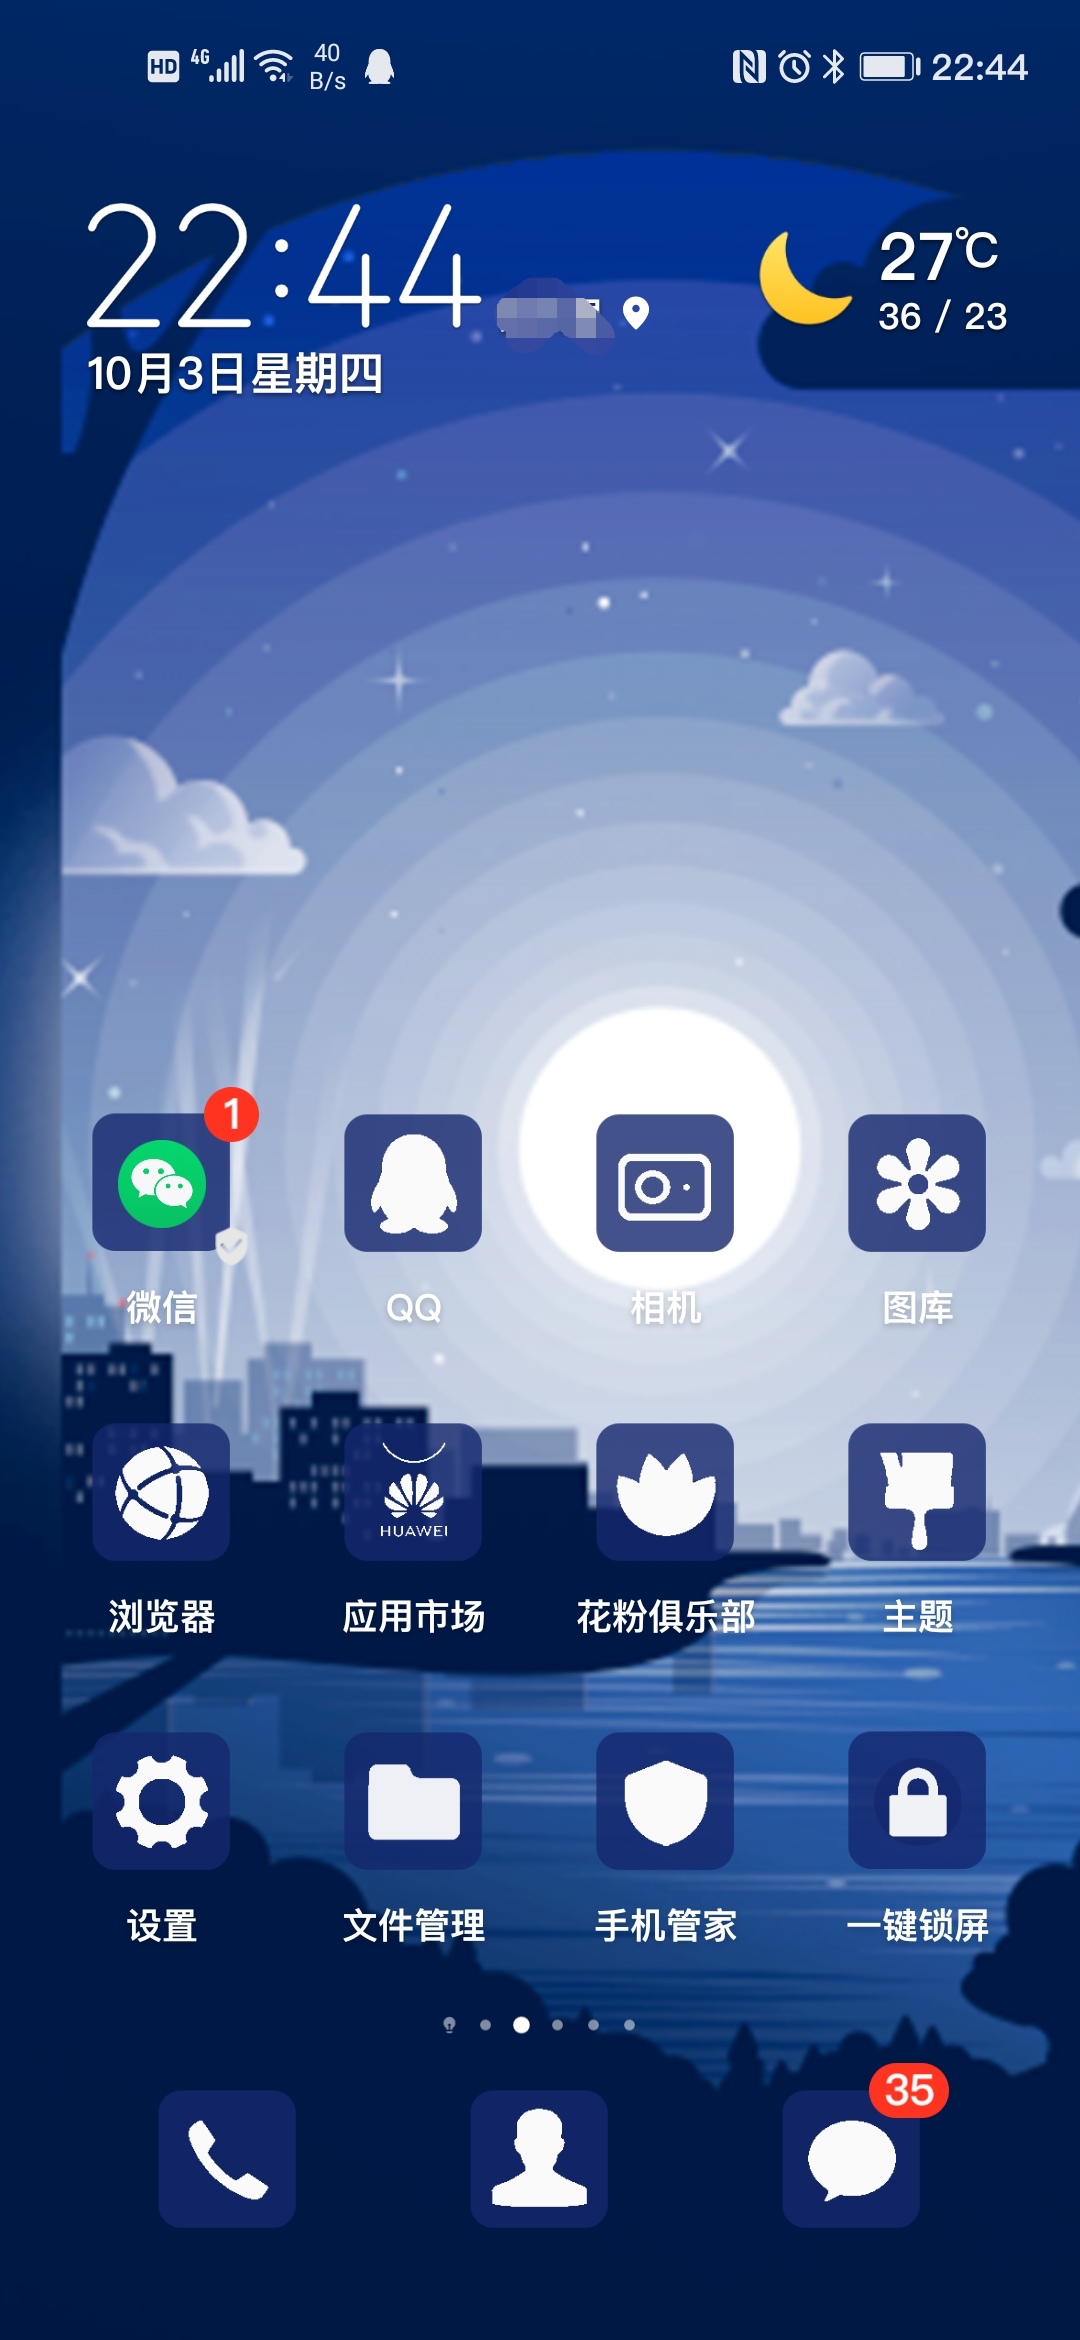 HD 4G 40 B/s 22:44
22:44
27℃
36 / 23
10月3日星期四
1
微信 QQ 相机 图库
HUAWEI
浏览器 应用市场 花粉俱乐部 主题
设置 文件管理 手机管家 一键锁屏
35